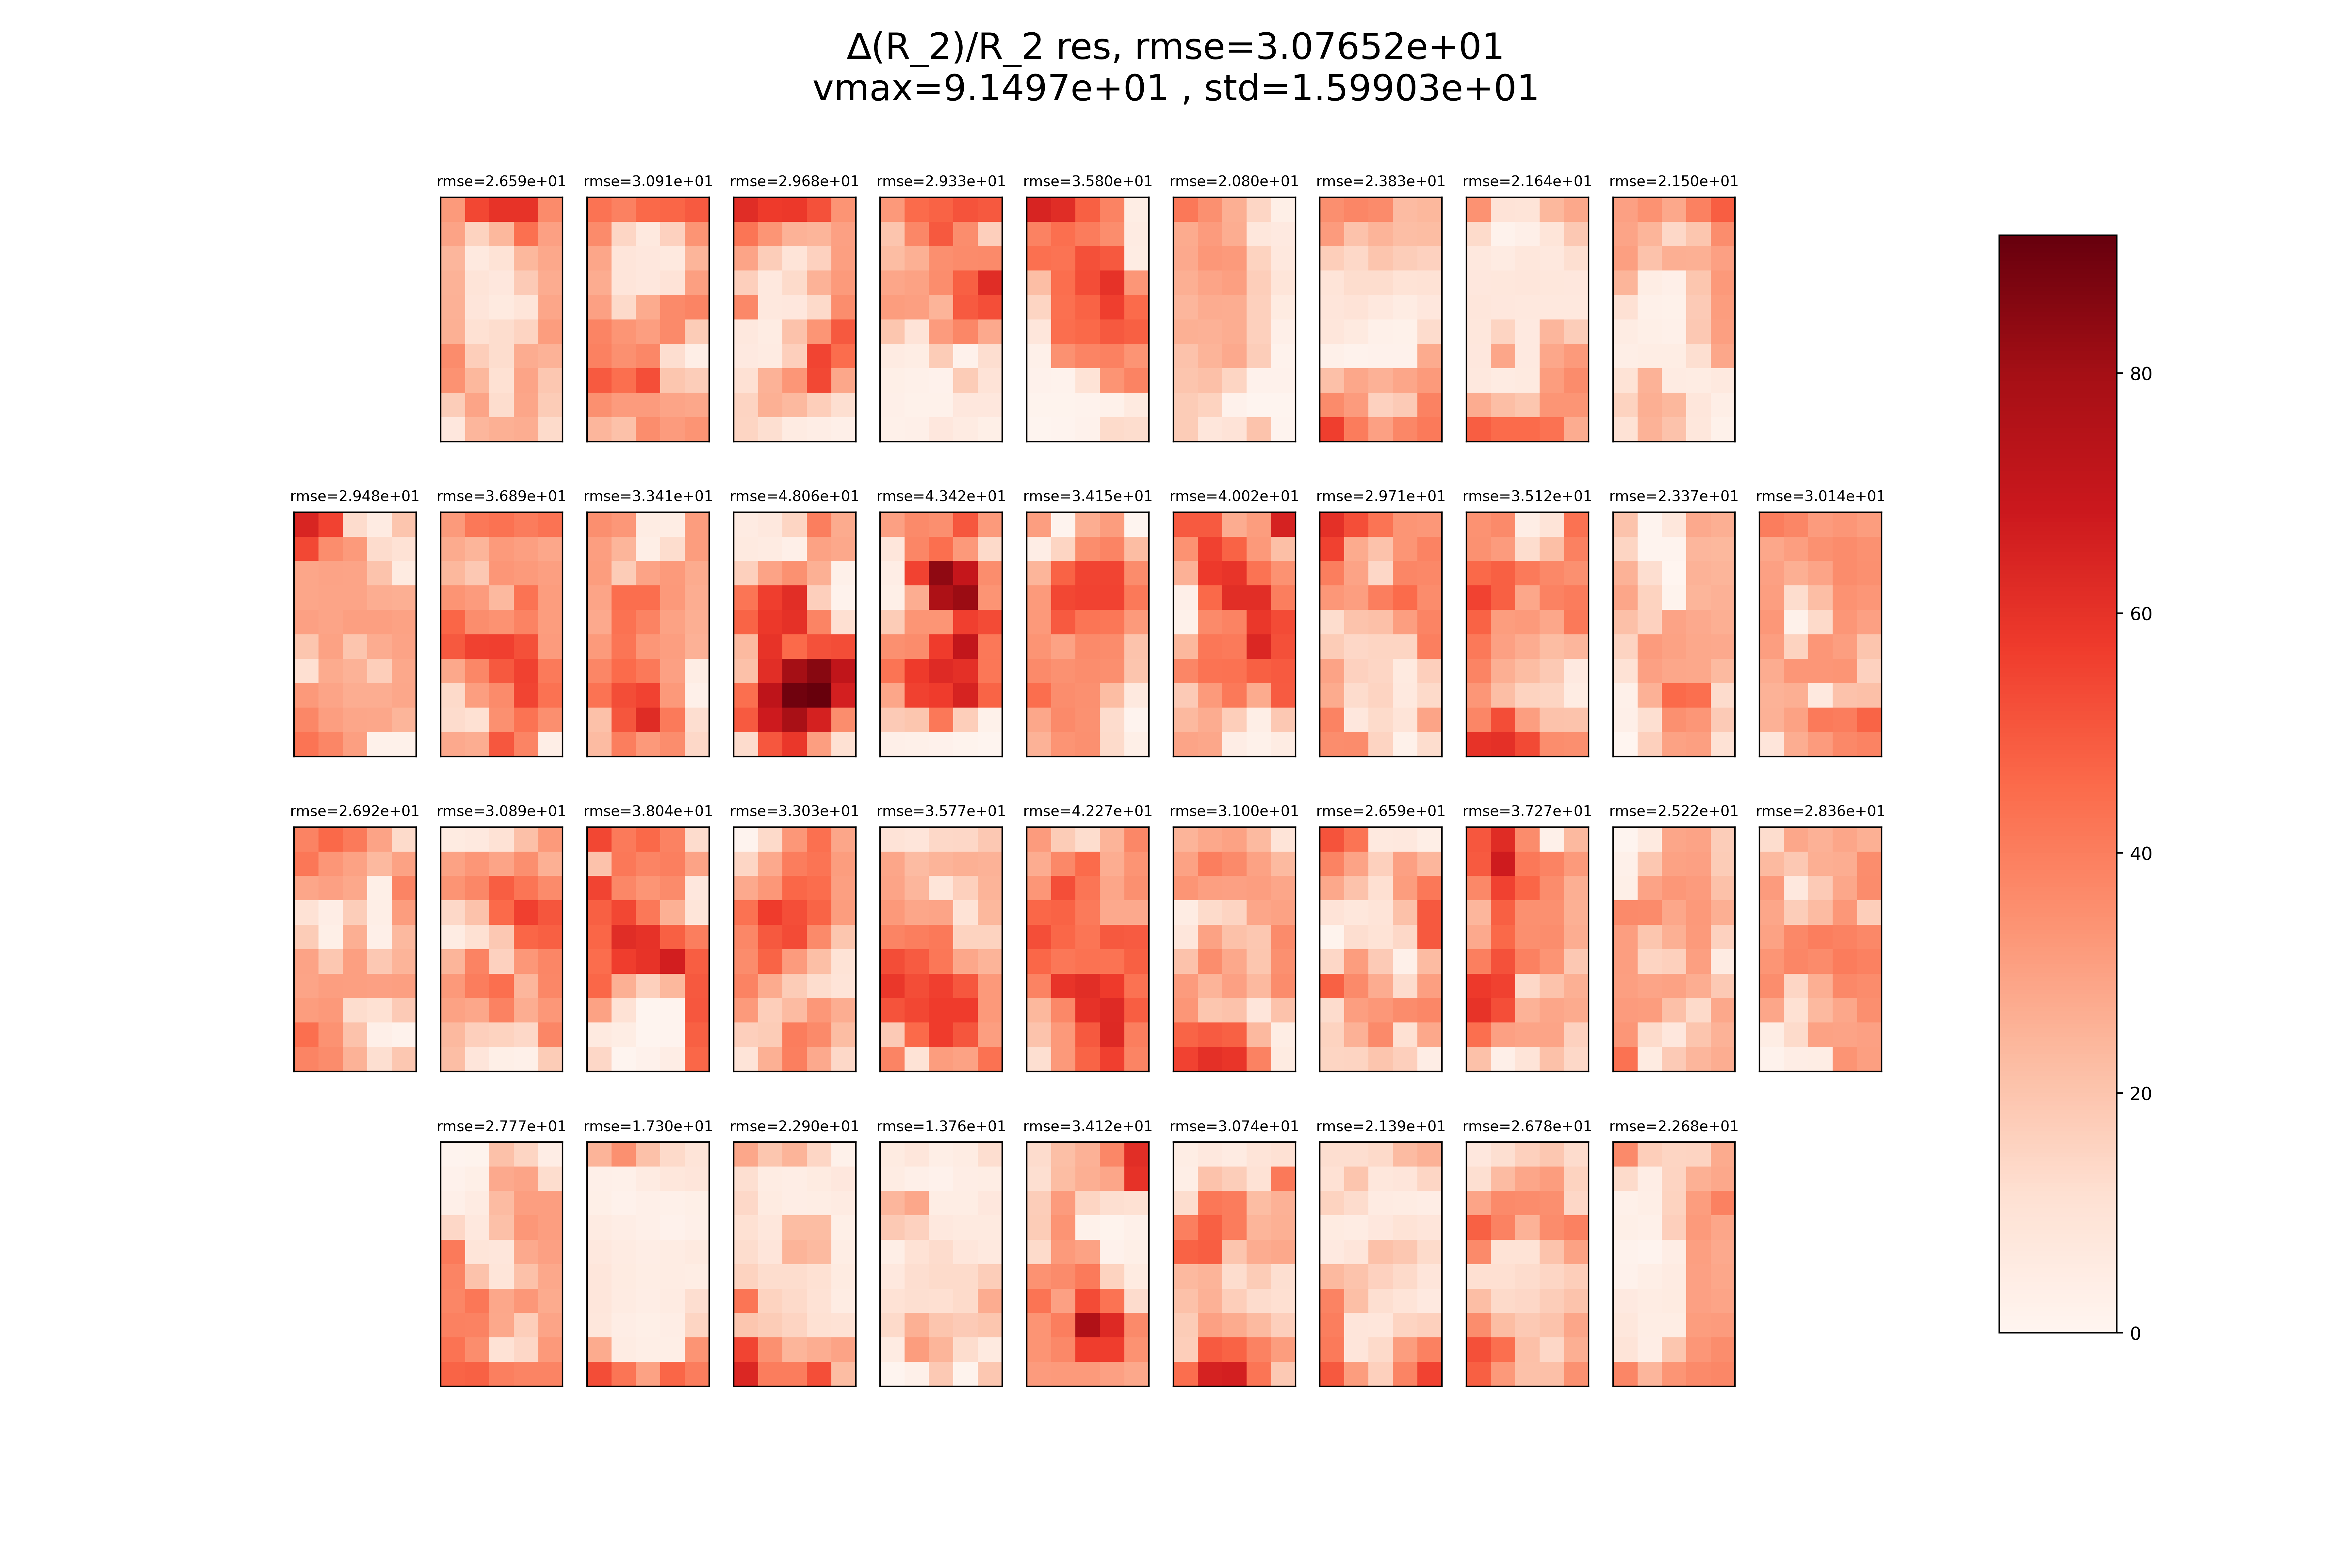 Δ(R_2)/R_2 res, rmse=3.07652e+01
vmax=9.1497e+01 , std=1.59903e+01
rmse=2.659e+01 rmse=3.091e+01 rmse=2.968e+01 rmse=2.933e+01 rmse=3.580e+01 rmse=2.080e+01 rmse=2.383e+01 rmse=2.164e+01 rmse=2.150e+01
80
rmse=2.948e+01 rmse=3.689e+01 rmse=3.341e+01 rmse=4.806e+01 rmse=4.342e+01 rmse=3.415e+01 rmse=4.002e+01 rmse=2.971e+01 rmse=3.512e+01 rmse=2.337e+01 rmse=3.014e+01
60
rmse=2.692e+01 rmse=3.089e+01 rmse=3.804e+01 rmse=3.303e+01 rmse=3.577e+01 rmse=4.227e+01 rmse=3.100e+01 rmse=2.659e+01 rmse=3.727e+01 rmse=2.522e+01 rmse=2.836e+01
40
20
rmse=2.777e+01 rmse=1.730e+01 rmse=2.290e+01 rmse=1.376e+01 rmse=3.412e+01 rmse=3.074e+01 rmse=2.139e+01 rmse=2.678e+01 rmse=2.268e+01
0